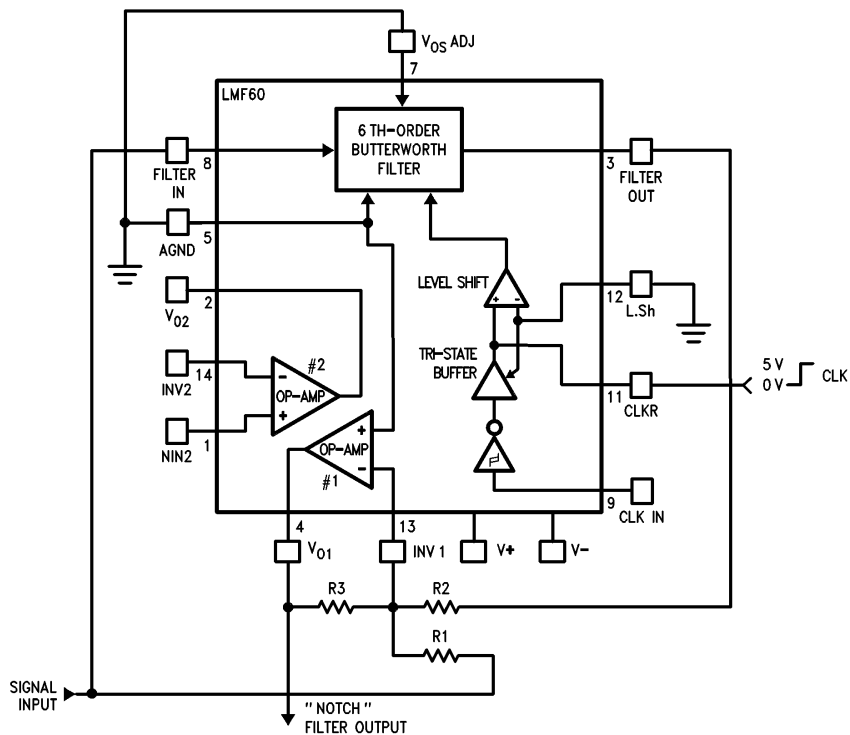 V_OS ADJ
7
LMF60
6 TH-ORDER
BUTTERWORTH
FILTER
8
FILTER
IN
3
FILTER
OUT
5
AGND
2
V_O2
LEVEL SHIFT
+ -
12
L.Sh
TRI-STATE
BUFFER
14
INV2
#2
-
OP-AMP
+
5 V
0 V
CLK
11
CLKR
1
NIN2
+
OP-AMP
-
#1
9
CLK IN
4
V_O1
13
INV 1
V+
V-
R3
R2
R1
SIGNAL
INPUT
"NOTCH"
FILTER OUTPUT